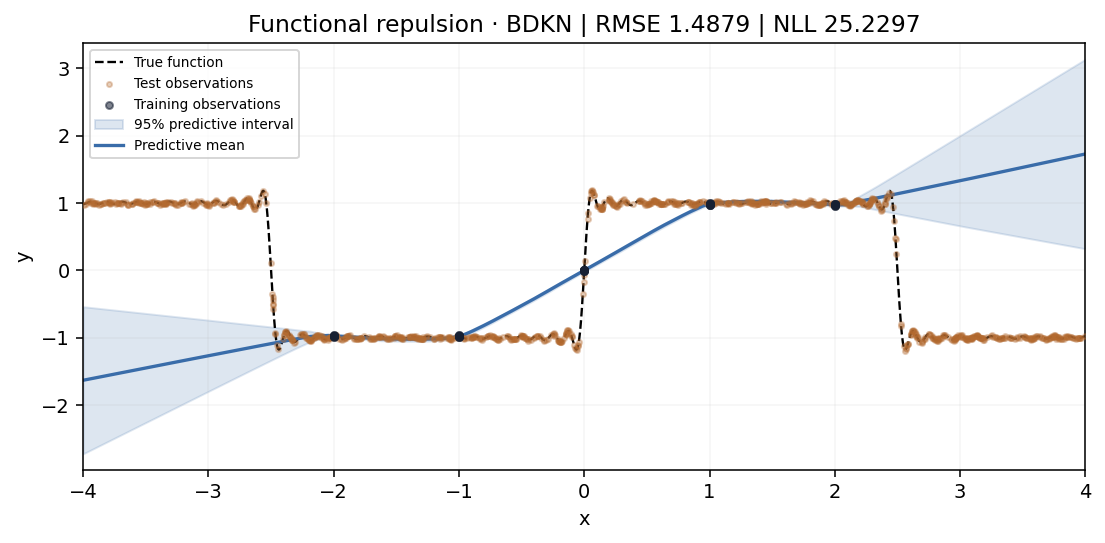 Functional repulsion · BDKN | RMSE 1.4879 | NLL 25.2297
True function
Test observations
Training observations
95% predictive interval
Predictive mean
y
3
2
1
0
−1
−2
−4
−3
−2
−1
0
1
2
3
4
x